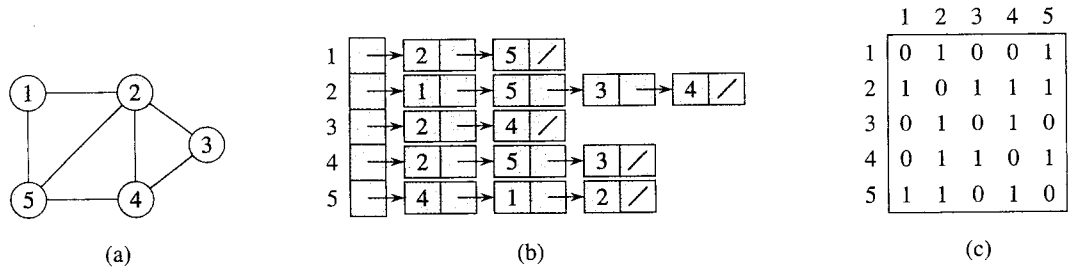 1 2
3
5 4
(a)
1 2 5 /
2 1 5 3 4 /
3 2 4 /
4 2 5 3 /
5 4 1 2 /
(b)
1 2 3 4 5
1 0 1 0 0 1
2 1 0 1 1 1
3 0 1 0 1 0
4 0 1 1 0 1
5 1 1 0 1 0
(c)